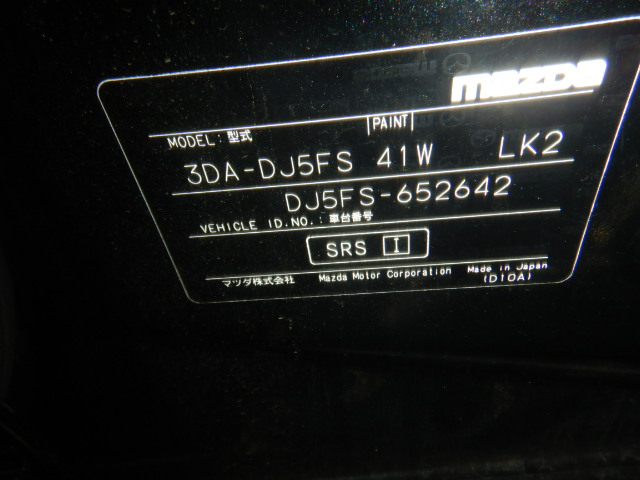 mazda
MODEL: 型式 PAINT
3DA-DJ5FS 41W LK2
DJ5FS-652642
VEHICLE ID.NO.: 車台番号
SRS I
マツダ株式会社 Mazda Motor Corporation Made in Japan
(D10A)